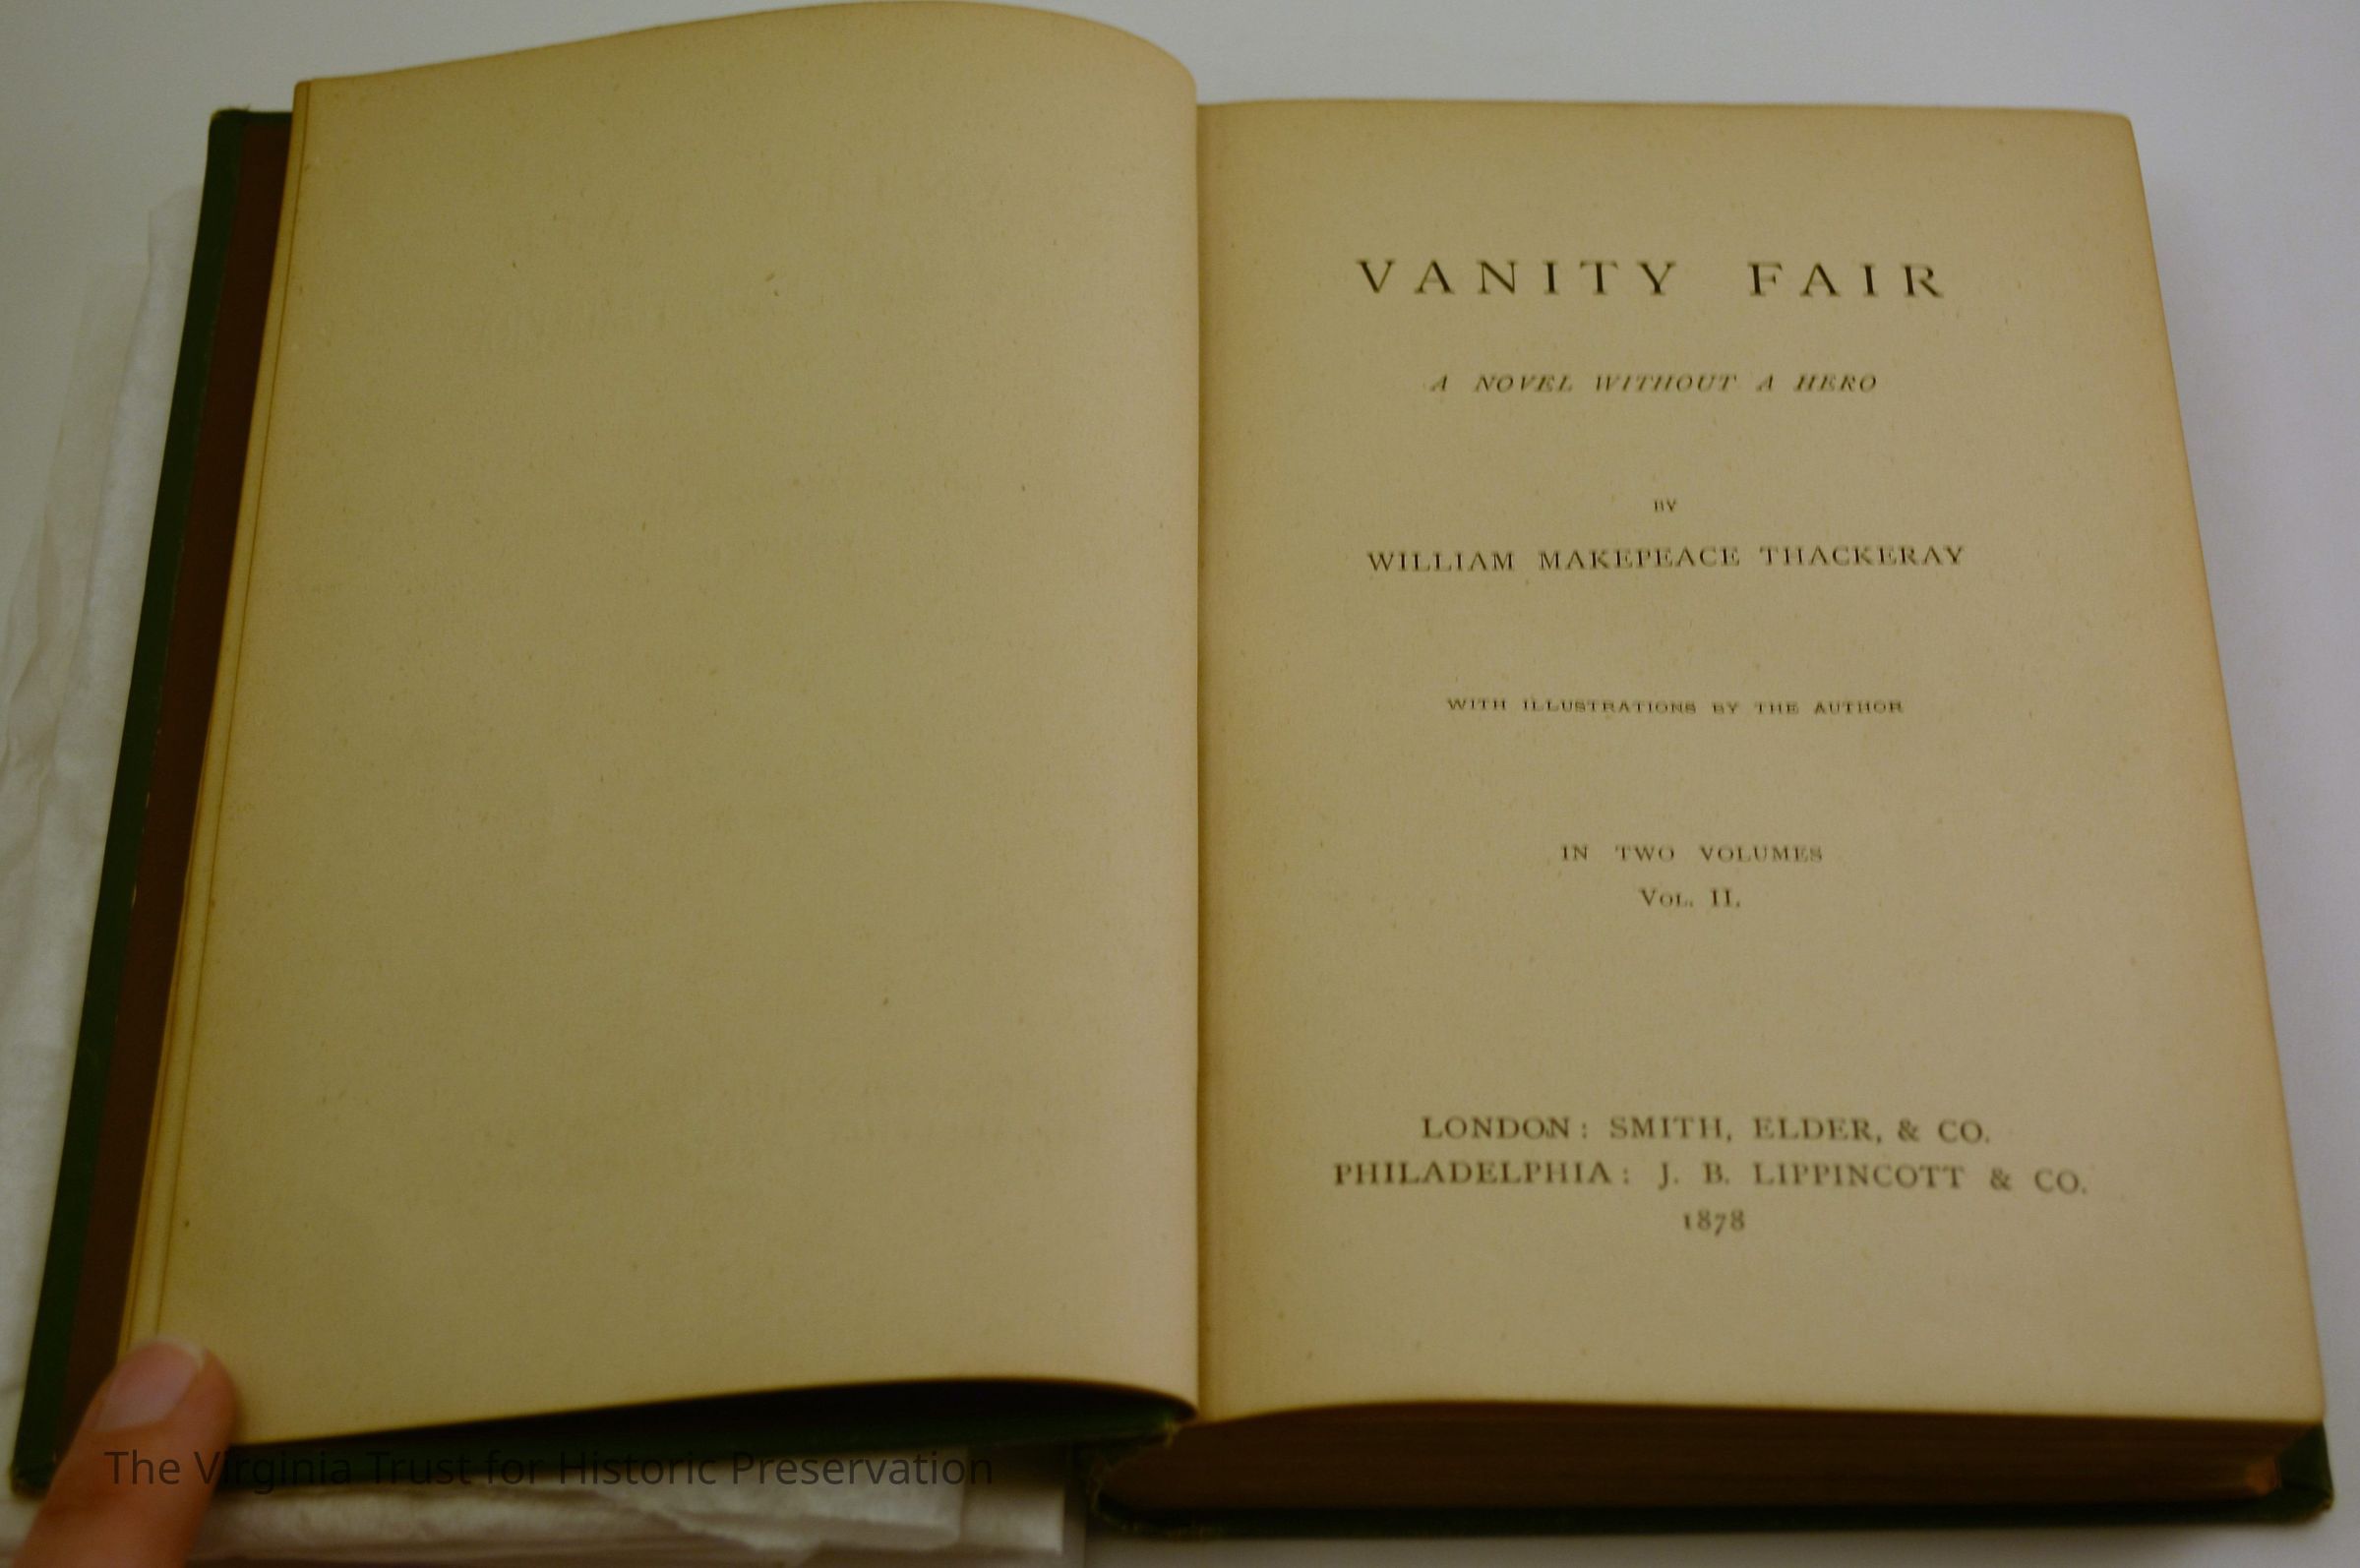 VANITY FAIR
A NOVEL WITHOUT A HERO
BY
WILLIAM MAKEPEACE THACKERAY
WITH ILLUSTRATIONS BY THE AUTHOR
IN TWO VOLUMES
VOL. II.
LONDON: SMITH, ELDER, & CO.
PHILADELPHIA: J. B. LIPPINCOTT & CO.
1878
The Virginia Trust for Historic Preservation